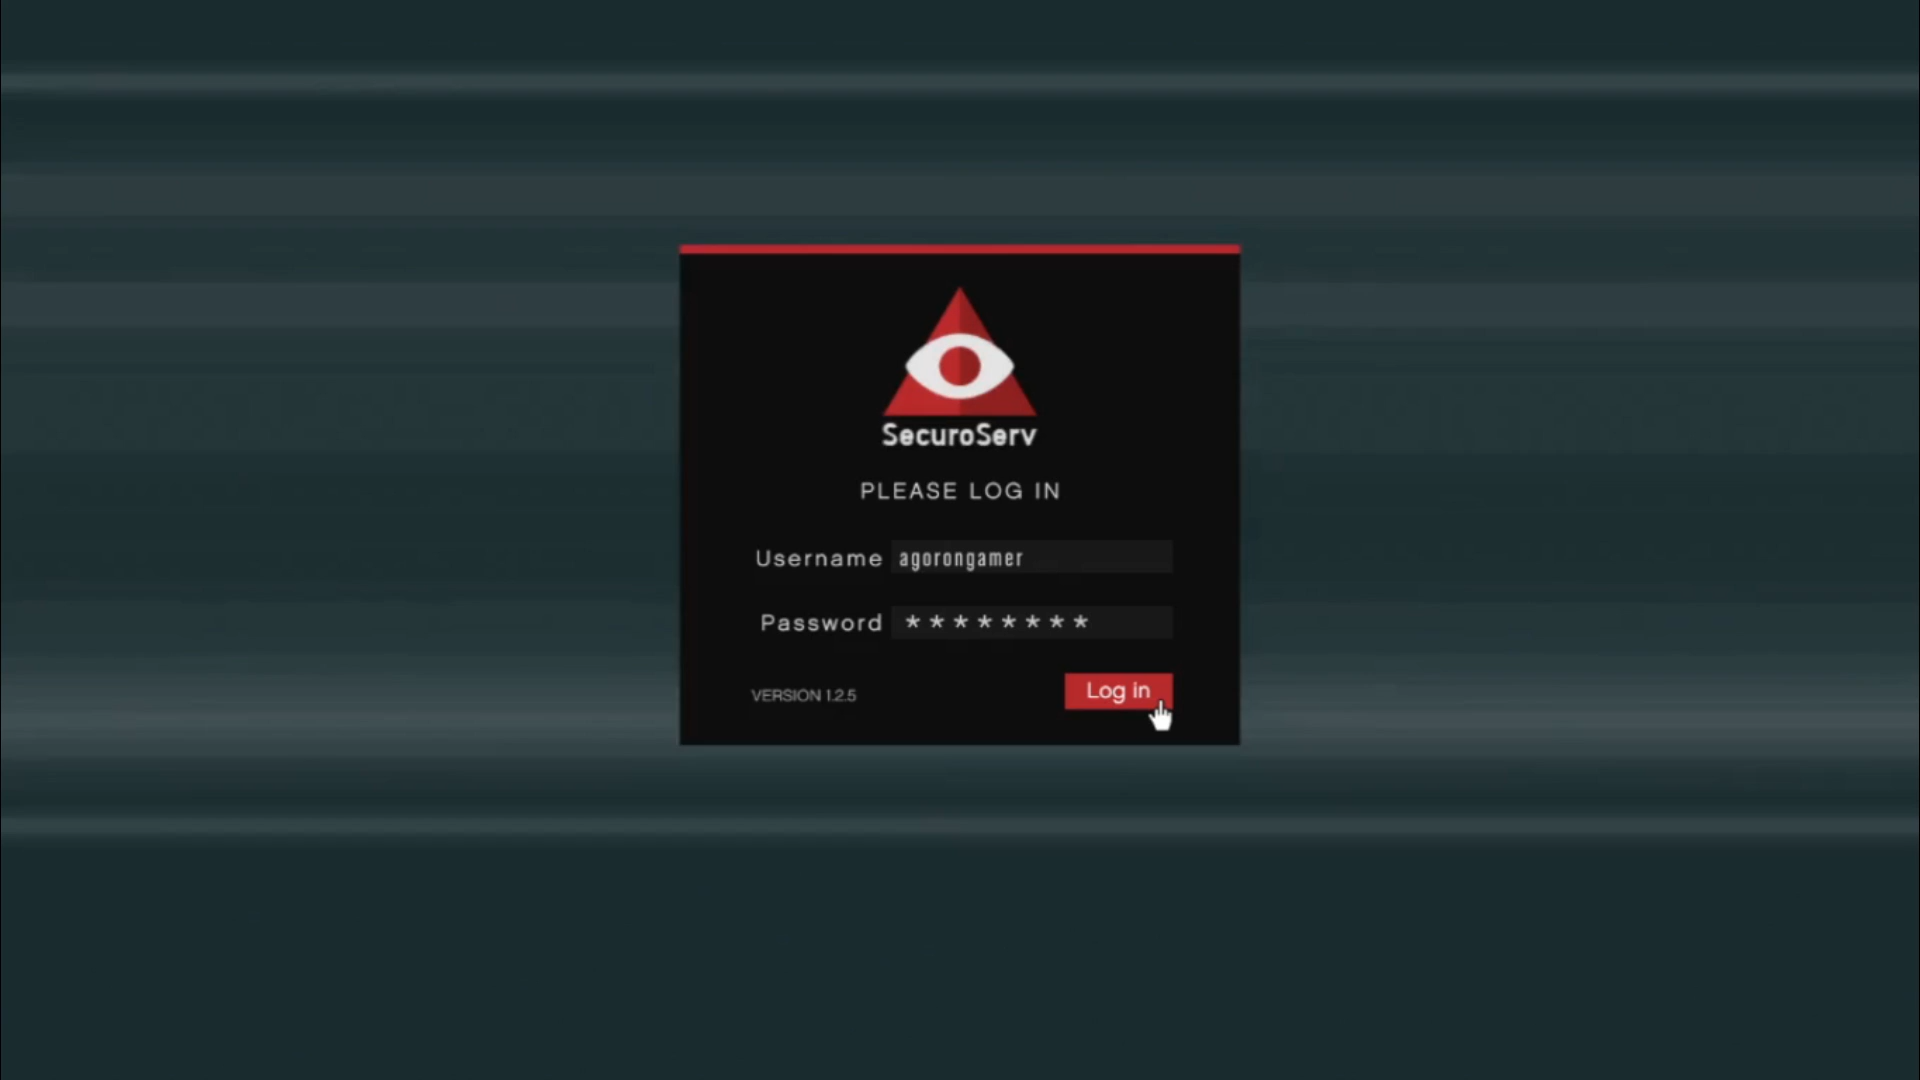 SecuroServ
PLEASE LOG IN
Username agorongamer
Password ********
VERSION 1.2.5
Log in